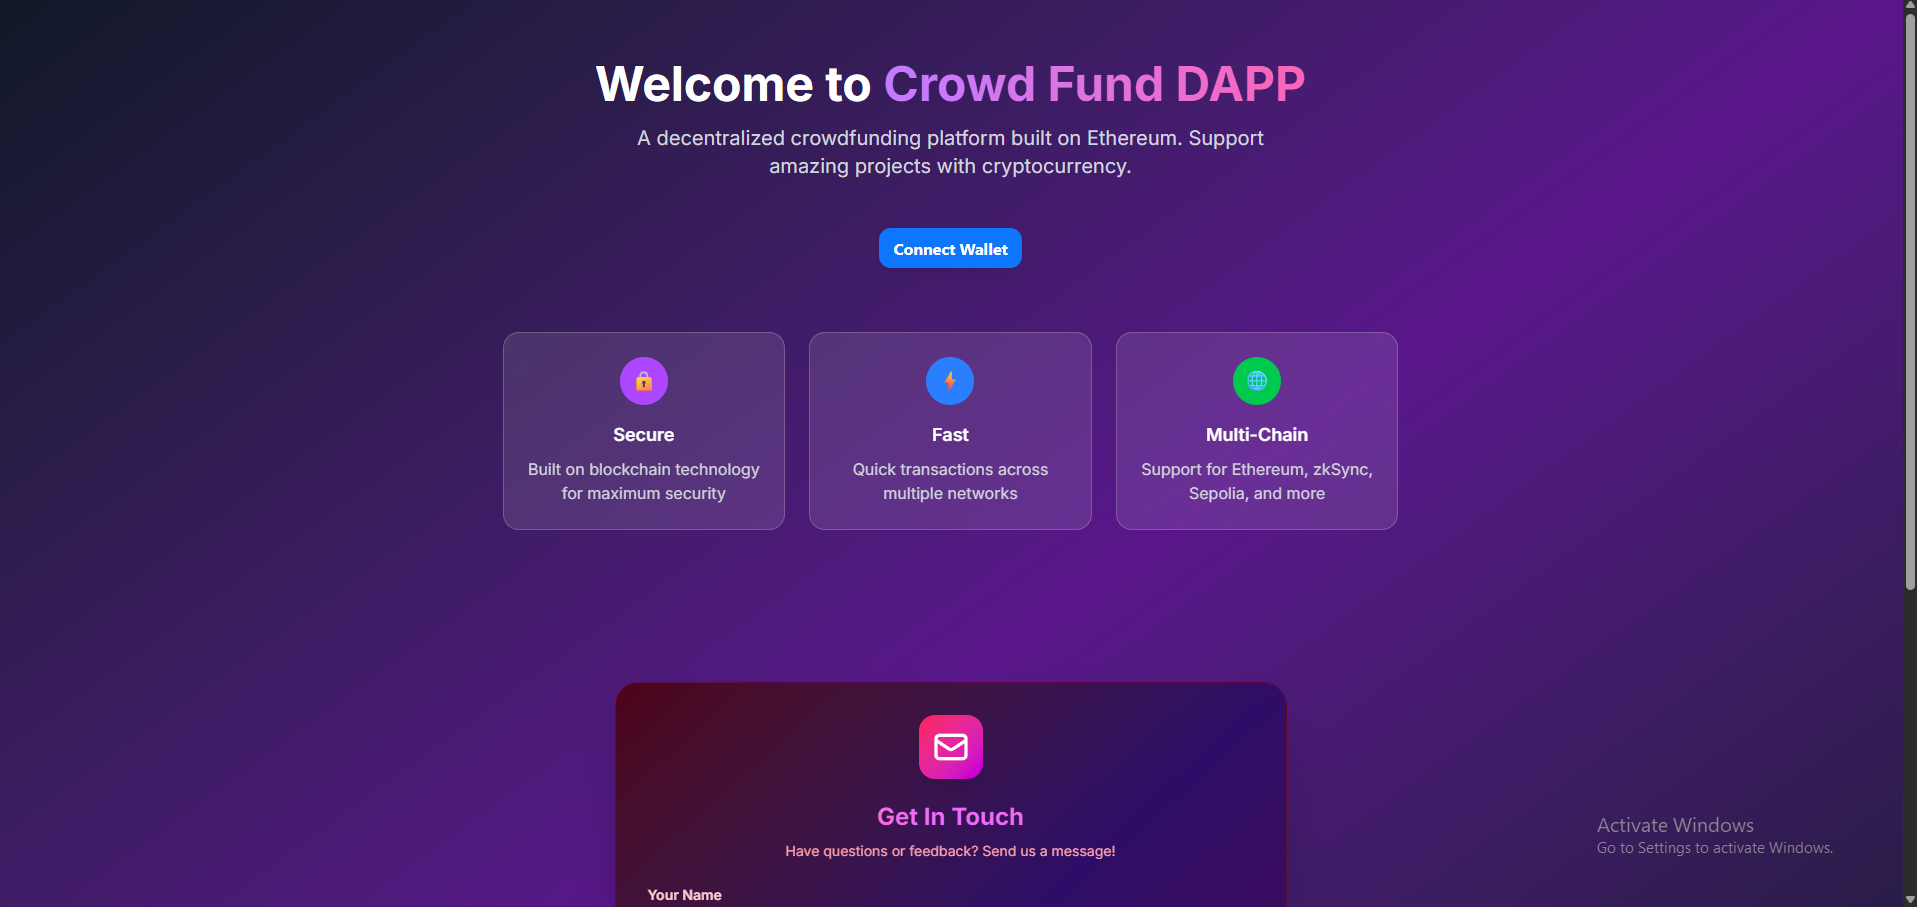 Welcome to Crowd Fund DAPP
A decentralized crowdfunding platform built on Ethereum. Support
amazing projects with cryptocurrency.
Connect Wallet
Secure
Built on blockchain technology
for maximum security
Fast
Quick transactions across
multiple networks
Multi-Chain
Support for Ethereum, zkSync,
Sepolia, and more
Get In Touch
Have questions or feedback? Send us a message!
Your Name
Activate Windows
Go to Settings to activate Windows.